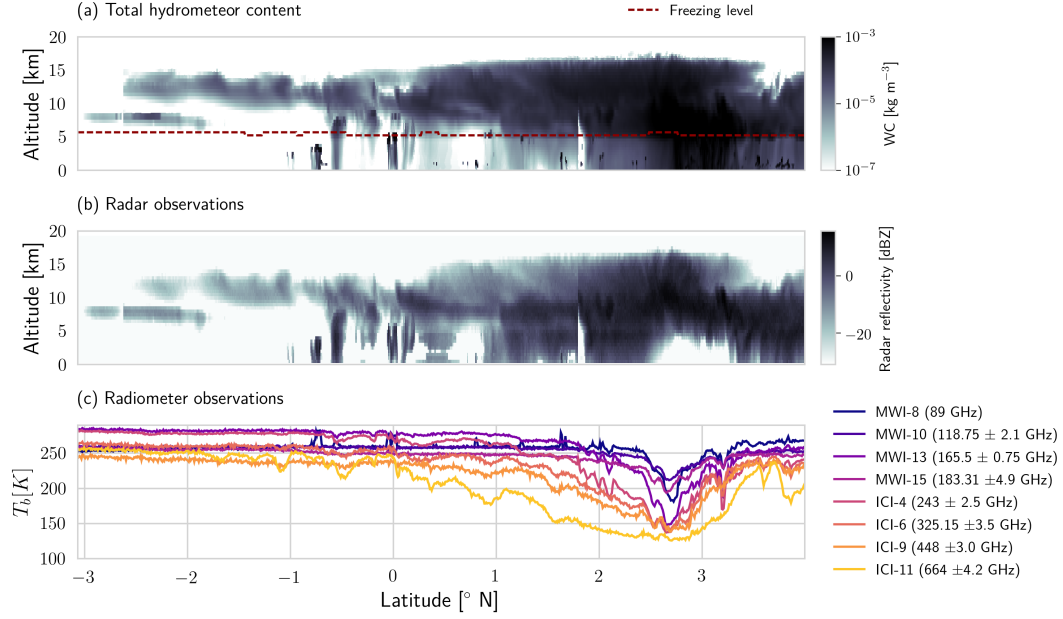 (a) Total hydrometeor content
Freezing level
20
15
10
5
0
Altitude [km]
10−3
10−5
10−7
WC [kg m−3]
(b) Radar observations
20
15
10
5
0
Altitude [km]
0
−20
Radar reflectivity [dBZ]
(c) Radiometer observations
250
200
150
100
Tb[K]
−3 −2 −1 0 1 2 3
Latitude [° N]
MWI-8 (89 GHz)
MWI-10 (118.75 ± 2.1 GHz)
MWI-13 (165.5 ± 0.75 GHz)
MWI-15 (183.31 ±4.9 GHz)
ICI-4 (243 ± 2.5 GHz)
ICI-6 (325.15 ±3.5 GHz)
ICI-9 (448 ±3.0 GHz)
ICI-11 (664 ±4.2 GHz)